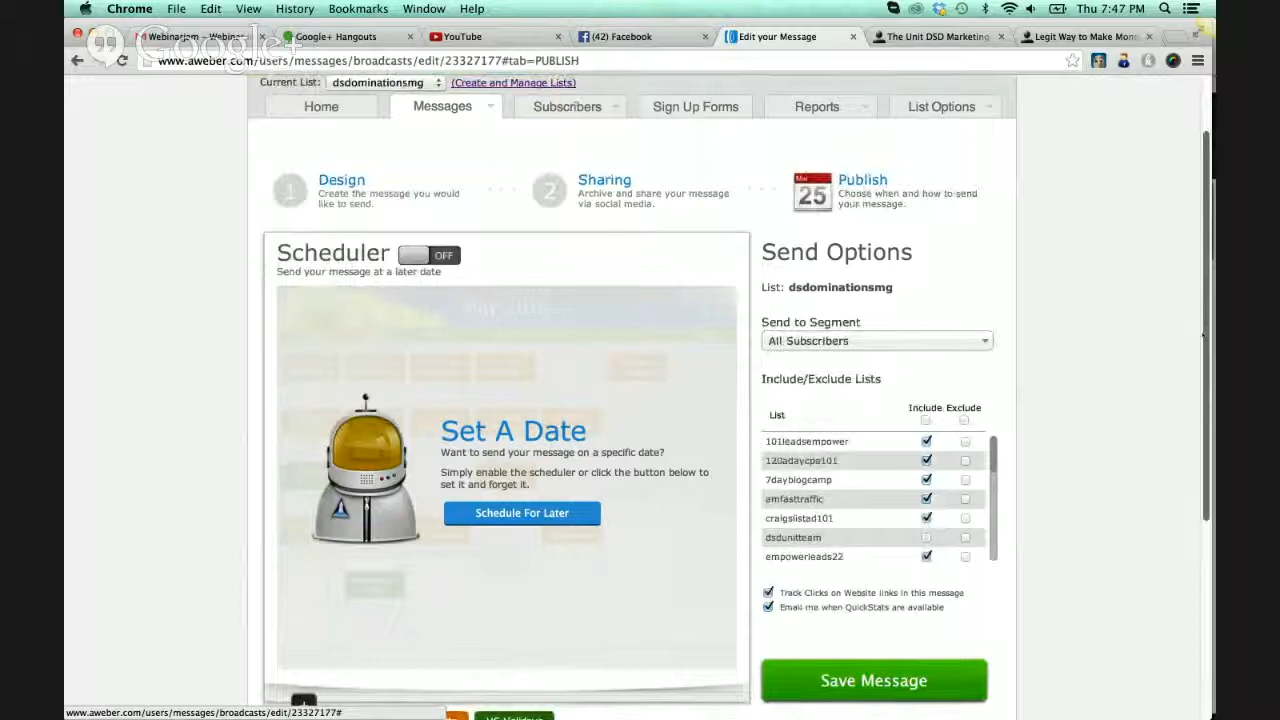 Chrome File Edit View History Bookmarks Window Help Thu 7:47 PM
Google+
Webinarjam - Webinar Google+ Hangouts YouTube (42) Facebook Edit your Message The Unit DSD Marketing Legit Way to Make Mon
www.aweber.com/users/messages/broadcasts/edit/23327177#tab=PUBLISH
Current List: dsdominationsmg (Create and Manage Lists)
Home Messages Subscribers Sign Up Forms Reports List Options
1 Design
Create the message you would
like to send.
2 Sharing
Archive and share your message
via social media.
25 Publish
Choose when and how to send
your message.
Scheduler OFF
Send your message at a later date
Set A Date
Want to send your message on a specific date?
Simply enable the scheduler or click the button below to
set it and forget it.
Schedule For Later
Send Options
List: dsdominationsmg
Send to Segment
All Subscribers
Include/Exclude Lists
List Include Exclude
101leadsempower
120adaycpa101
7dayblogcamp
amfasttraffic
craigslistad101
dsdunitteam
empowerleads22
Track Clicks on Website links in this message
Email me when QuickStats are available
Save Message
www.aweber.com/users/messages/broadcasts/edit/23327177#